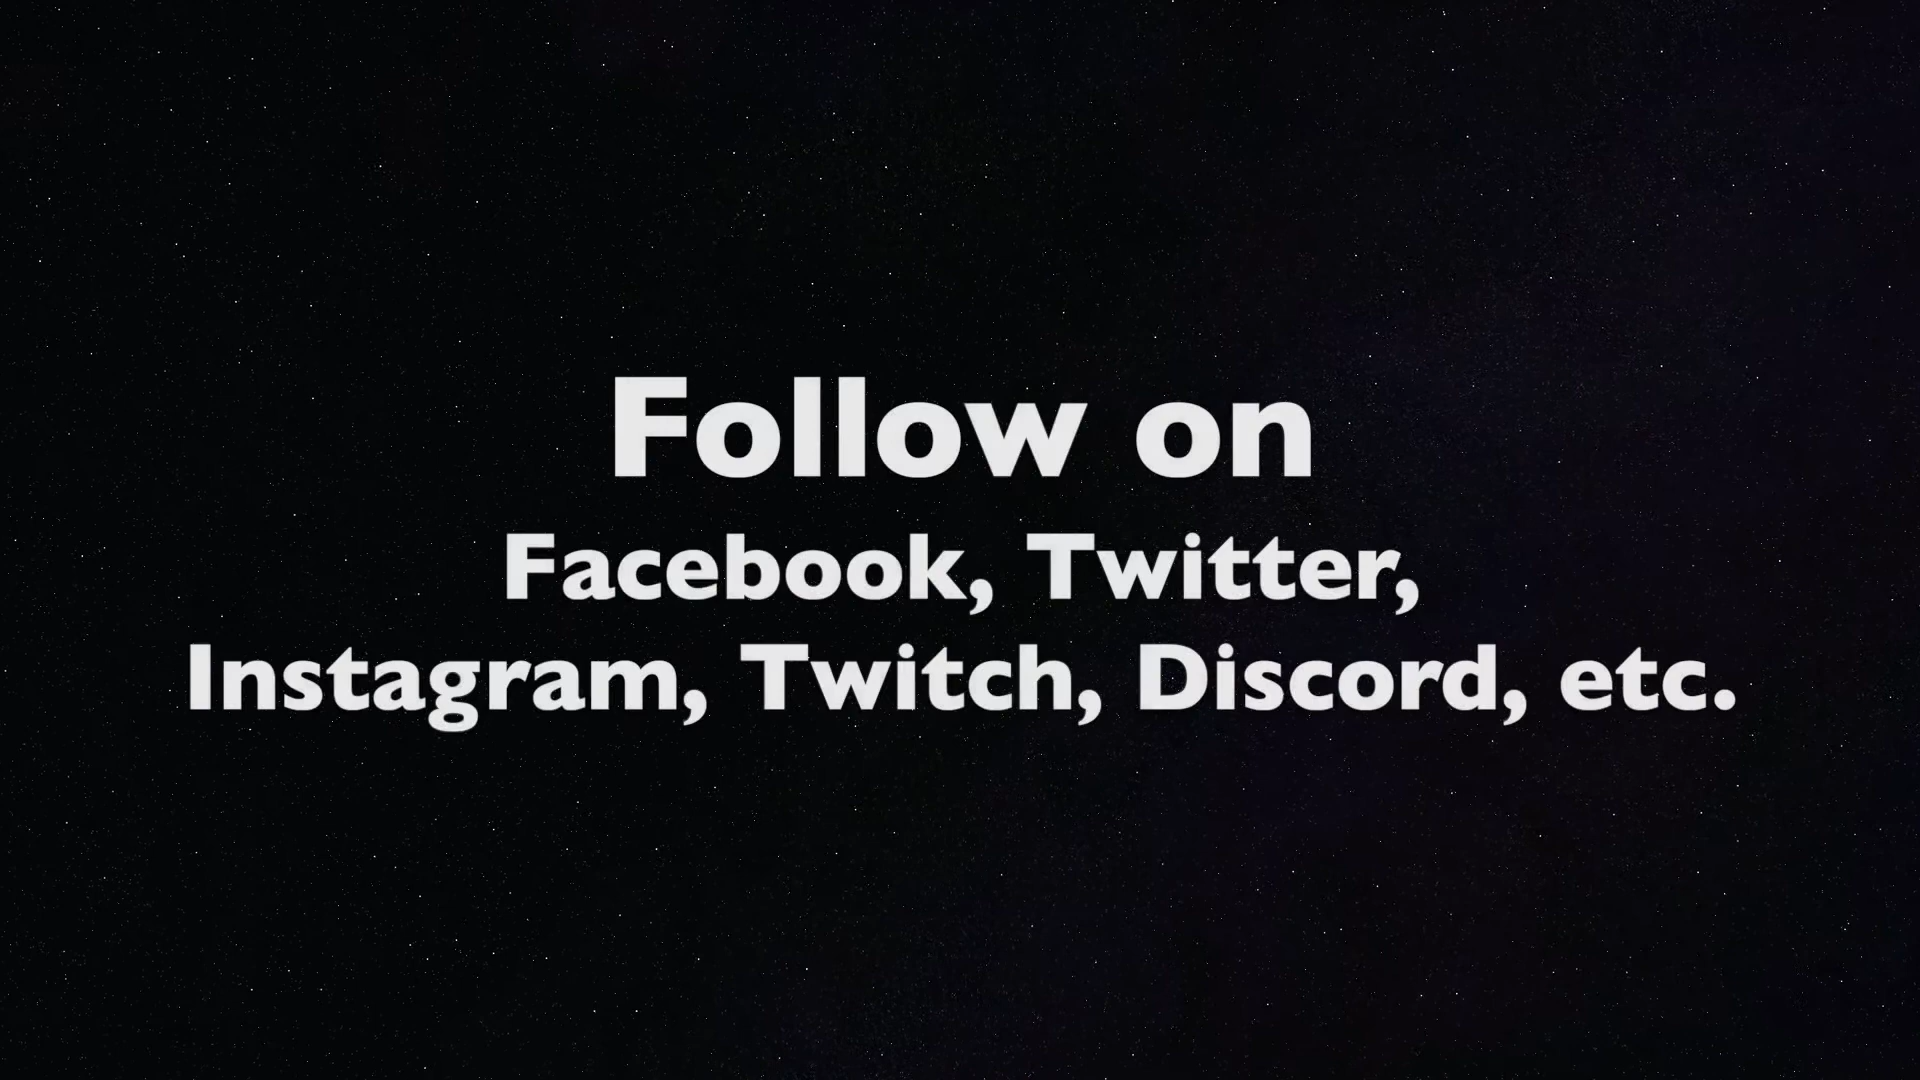 Follow on
Facebook, Twitter,
Instagram, Twitch, Discord, etc.